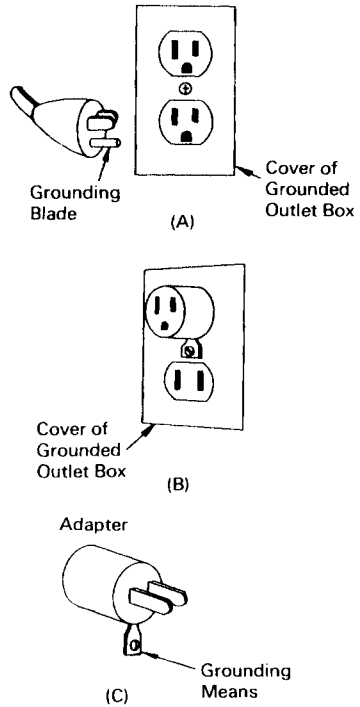 Grounding
Blade
Cover of
Grounded
Outlet Box
(A)
Cover of
Grounded
Outlet Box
(B)
Adapter
Grounding
Means
(C)